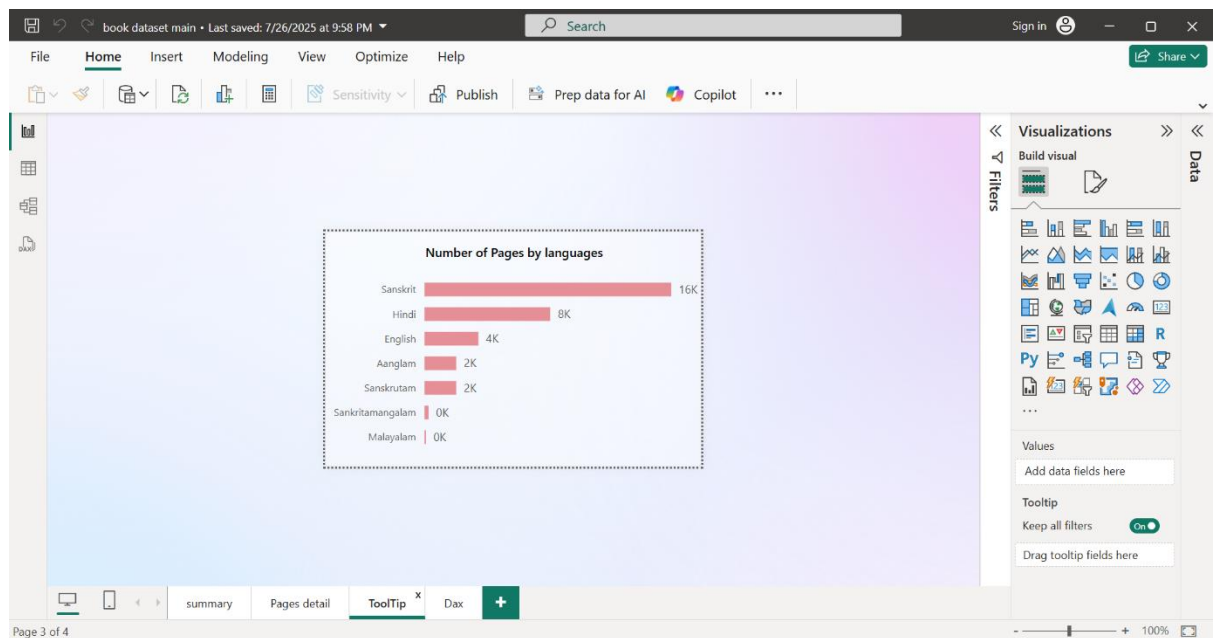 book dataset main • Last saved: 7/26/2025 at 9:58 PM
Search
Sign in
File Home Insert Modeling View Optimize Help
Share
Sensitivity Publish Prep data for AI Copilot ...
Number of Pages by languages
Sanskrit 16K
Hindi 8K
English 4K
Aanglam 2K
Sanskrutam 2K
Sankritamangalam 0K
Malayalam 0K
Filters
Visualizations
Build visual
123
R
Py
...
Values
Add data fields here
Tooltip
Keep all filters On
Drag tooltip fields here
Data
DAX
summary Pages detail ToolTip x Dax +
Page 3 of 4
- + 100%